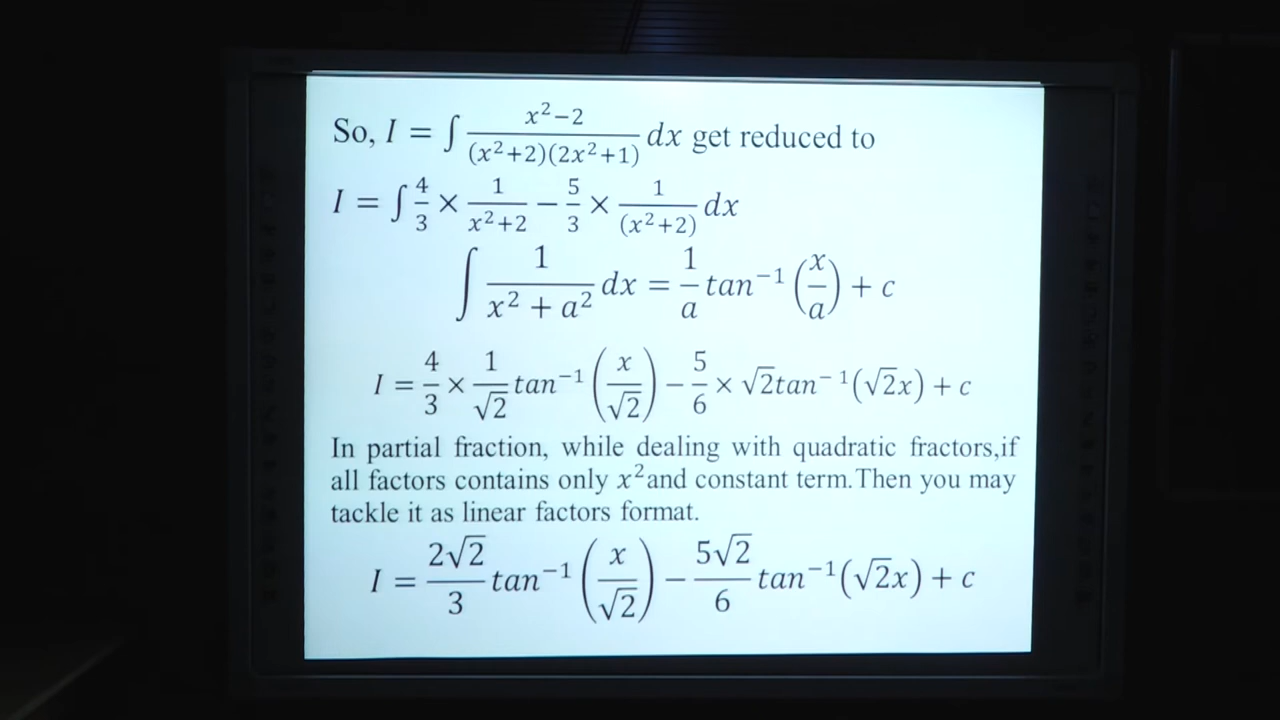 So, I = ∫ (x²−2)/((x²+2)(2x²+1)) dx get reduced to
I = ∫ 4/3 × 1/(x²+2) − 5/3 × 1/(x²+2) dx
∫ 1/(x² + a²) dx = 1/a tan⁻¹(x/a) + c
I = 4/3 × 1/√2 tan⁻¹(x/√2) − 5/6 × √2tan⁻¹(√2x) + c
In partial fraction, while dealing with quadratic fractors,if
all factors contains only x²and constant term.Then you may
tackle it as linear factors format.
I = 2√2/3 tan⁻¹(x/√2) − 5√2/6 tan⁻¹(√2x) + c